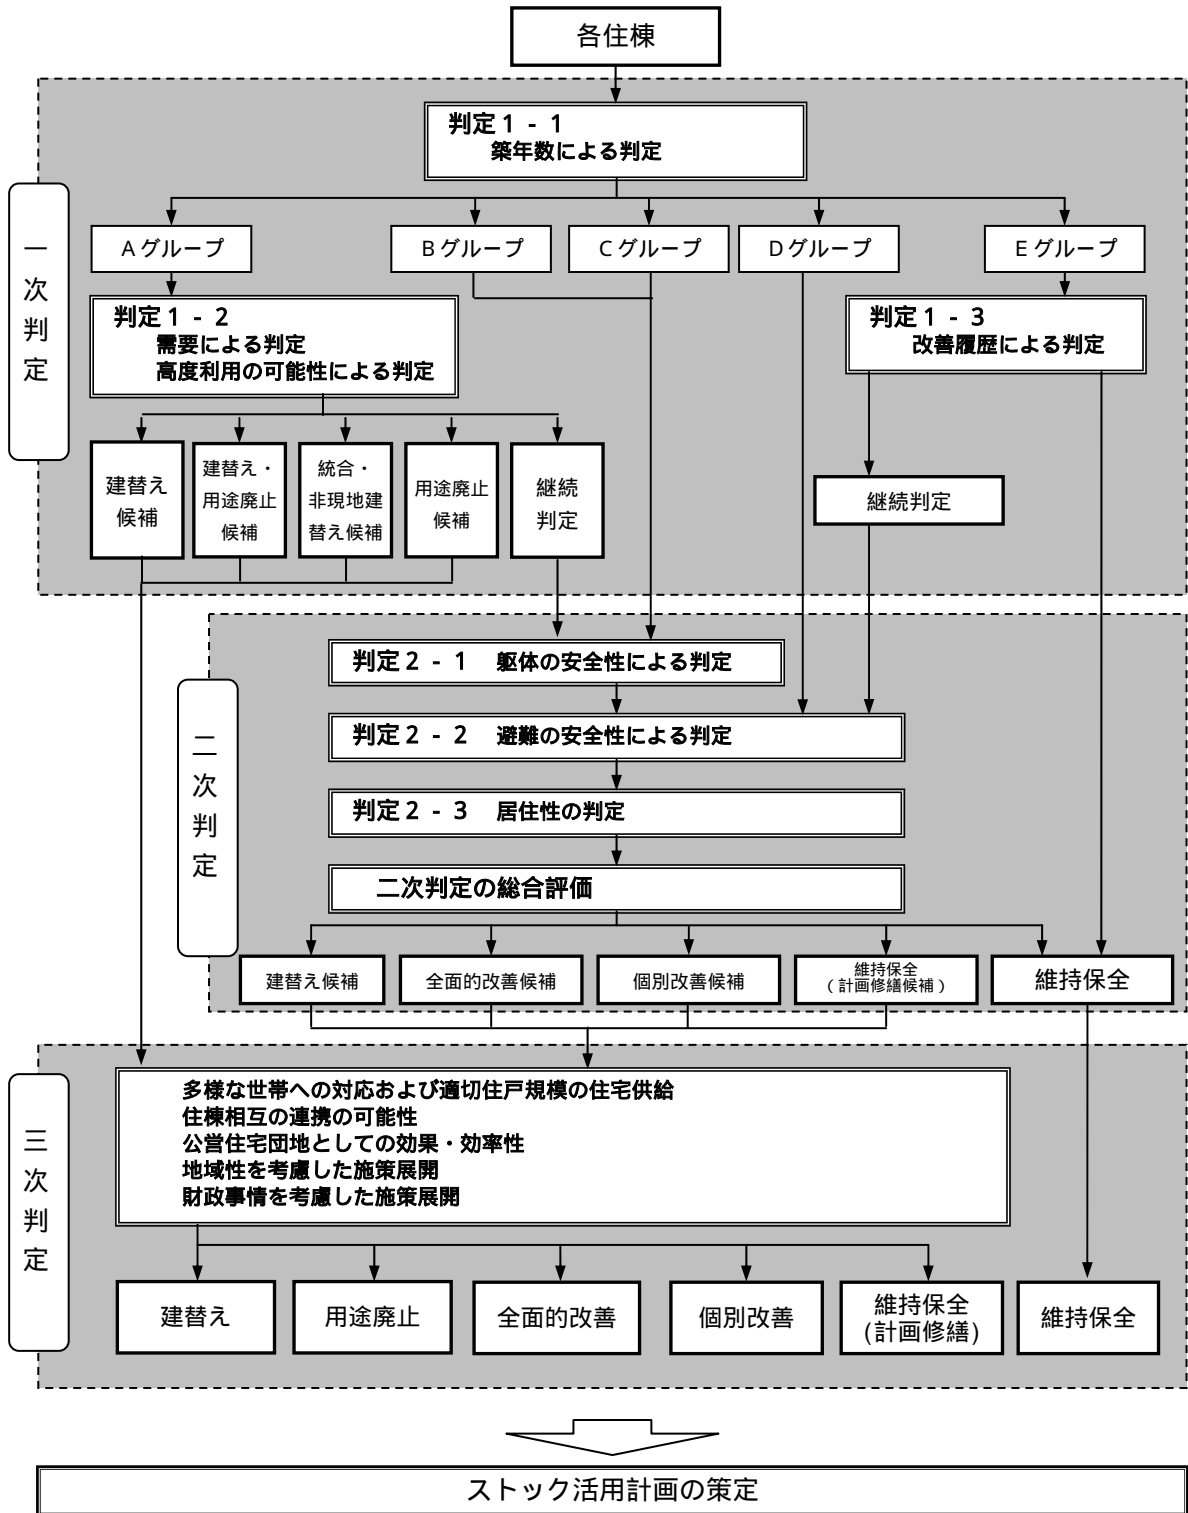 各住棟
判定１-１
築年数による判定
一次判定
Aグループ
Bグループ
Cグループ
Dグループ
Eグループ
判定１-２
需要による判定
高度利用の可能性による判定
判定１-３
改善履歴による判定
建替え
候補
建替え・
用途廃止
候補
統合・
非現地建
替え候補
用途廃止
候補
継続
判定
継続判定
二次判定
判定２-１ 躯体の安全性による判定
判定２-２ 避難の安全性による判定
判定２-３ 居住性の判定
二次判定の総合評価
建替え候補
全面的改善候補
個別改善候補
維持保全
（計画修繕候補）
維持保全
三次判定
多様な世帯への対応および適切住戸規模の住宅供給
住棟相互の連携の可能性
公営住宅団地としての効果・効率性
地域性を考慮した施策展開
財政事情を考慮した施策展開
建替え
用途廃止
全面的改善
個別改善
維持保全
(計画修繕)
維持保全
ストック活用計画の策定